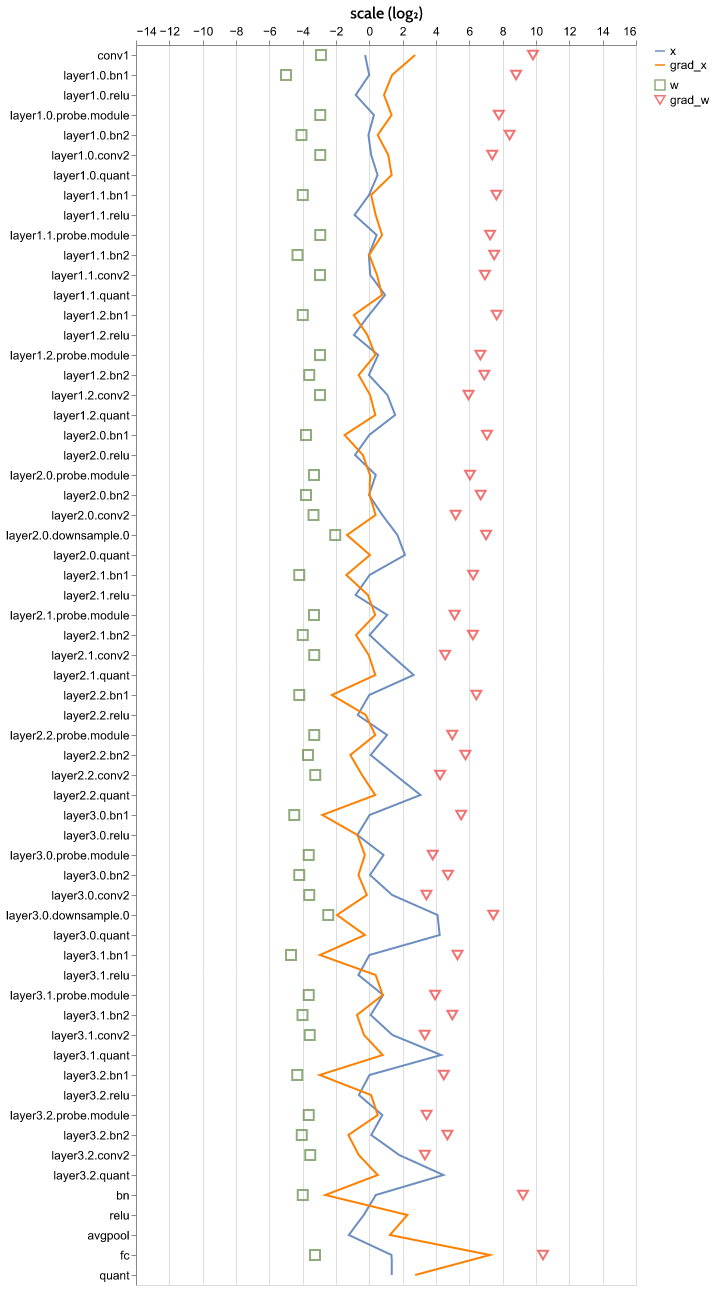 scale (log₂)
−14 −12 −10 −8 −6 −4 −2 0 2 4 6 8 10 12 14 16
x
grad_x
w
grad_w
conv1
layer1.0.bn1
layer1.0.relu
layer1.0.probe.module
layer1.0.bn2
layer1.0.conv2
layer1.0.quant
layer1.1.bn1
layer1.1.relu
layer1.1.probe.module
layer1.1.bn2
layer1.1.conv2
layer1.1.quant
layer1.2.bn1
layer1.2.relu
layer1.2.probe.module
layer1.2.bn2
layer1.2.conv2
layer1.2.quant
layer2.0.bn1
layer2.0.relu
layer2.0.probe.module
layer2.0.bn2
layer2.0.conv2
layer2.0.downsample.0
layer2.0.quant
layer2.1.bn1
layer2.1.relu
layer2.1.probe.module
layer2.1.bn2
layer2.1.conv2
layer2.1.quant
layer2.2.bn1
layer2.2.relu
layer2.2.probe.module
layer2.2.bn2
layer2.2.conv2
layer2.2.quant
layer3.0.bn1
layer3.0.relu
layer3.0.probe.module
layer3.0.bn2
layer3.0.conv2
layer3.0.downsample.0
layer3.0.quant
layer3.1.bn1
layer3.1.relu
layer3.1.probe.module
layer3.1.bn2
layer3.1.conv2
layer3.1.quant
layer3.2.bn1
layer3.2.relu
layer3.2.probe.module
layer3.2.bn2
layer3.2.conv2
layer3.2.quant
bn
relu
avgpool
fc
quant